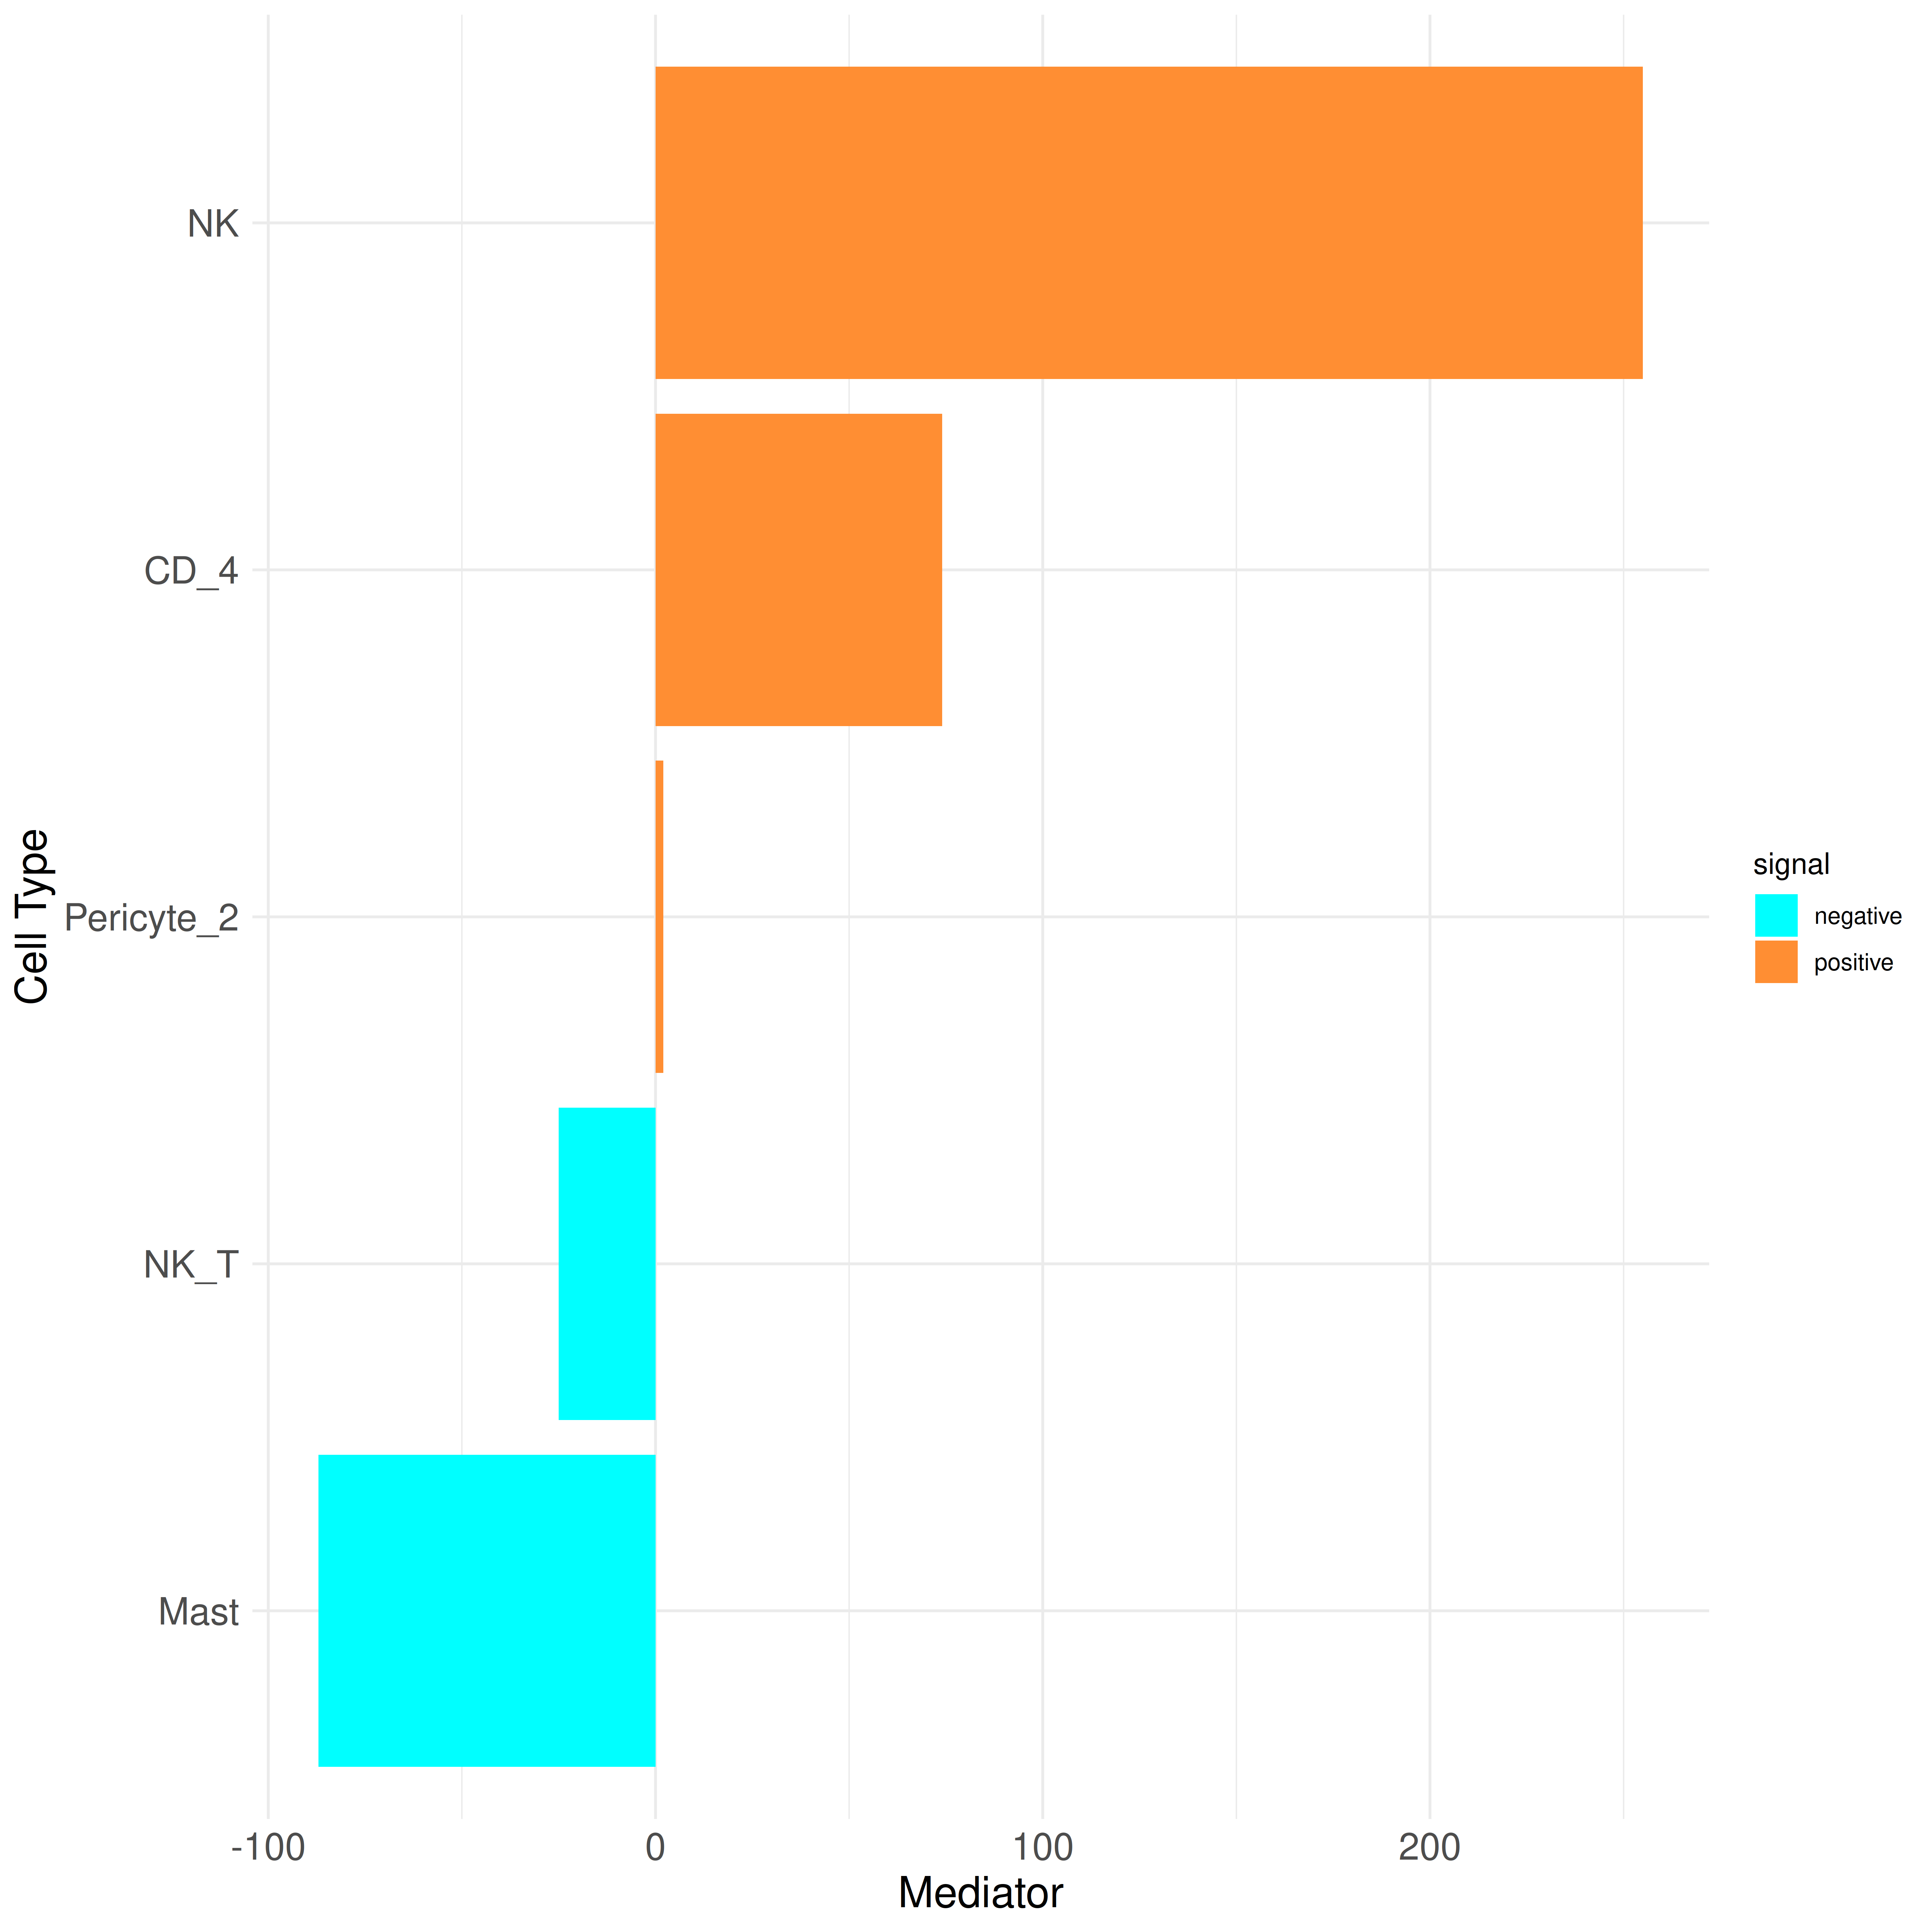 NK
CD_4
Pericyte_2
NK_T
Mast
Cell Type
-100 0 100 200
Mediator
signal
negative
positive